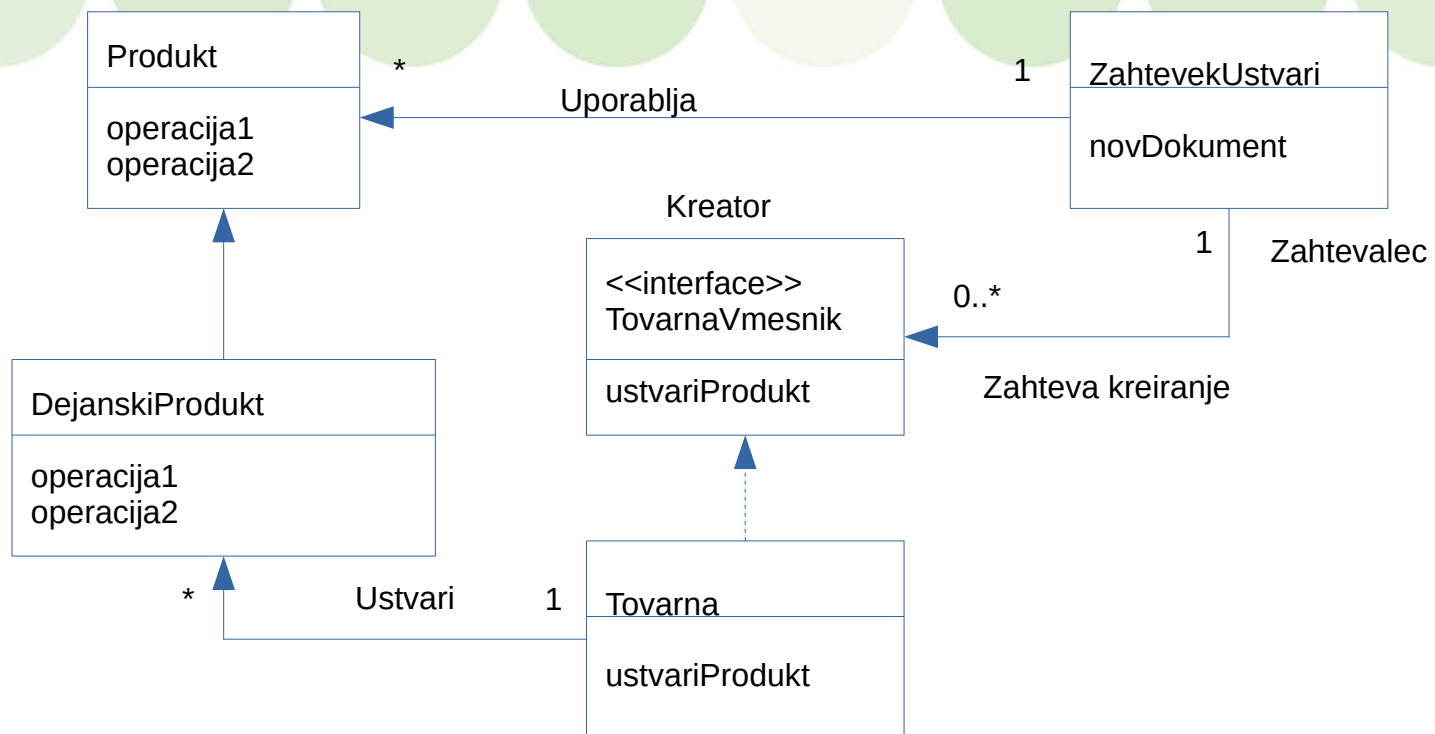 Produkt
operacija1
operacija2
*
Uporablja
1
ZahtevekUstvari
novDokument
Kreator
<<interface>>
TovarnaVmesnik
ustvariProdukt
1
Zahtevalec
0..*
Zahteva kreiranje
DejanskiProdukt
operacija1
operacija2
*
Ustvari
1
Tovarna
ustvariProdukt